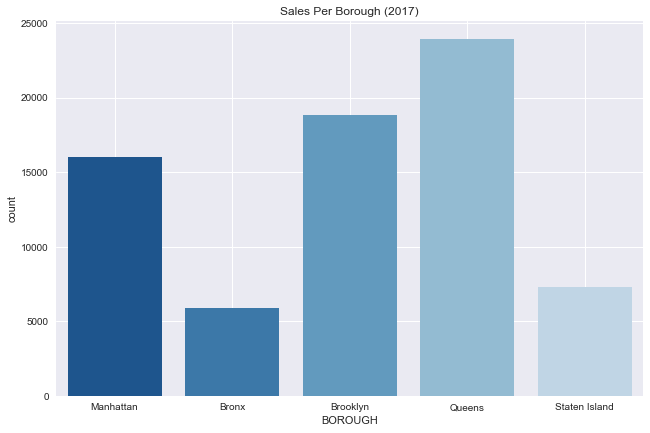 Sales Per Borough (2017)
25000
20000
15000
10000
5000
0
count
Manhattan Bronx Brooklyn Queens Staten Island
BOROUGH